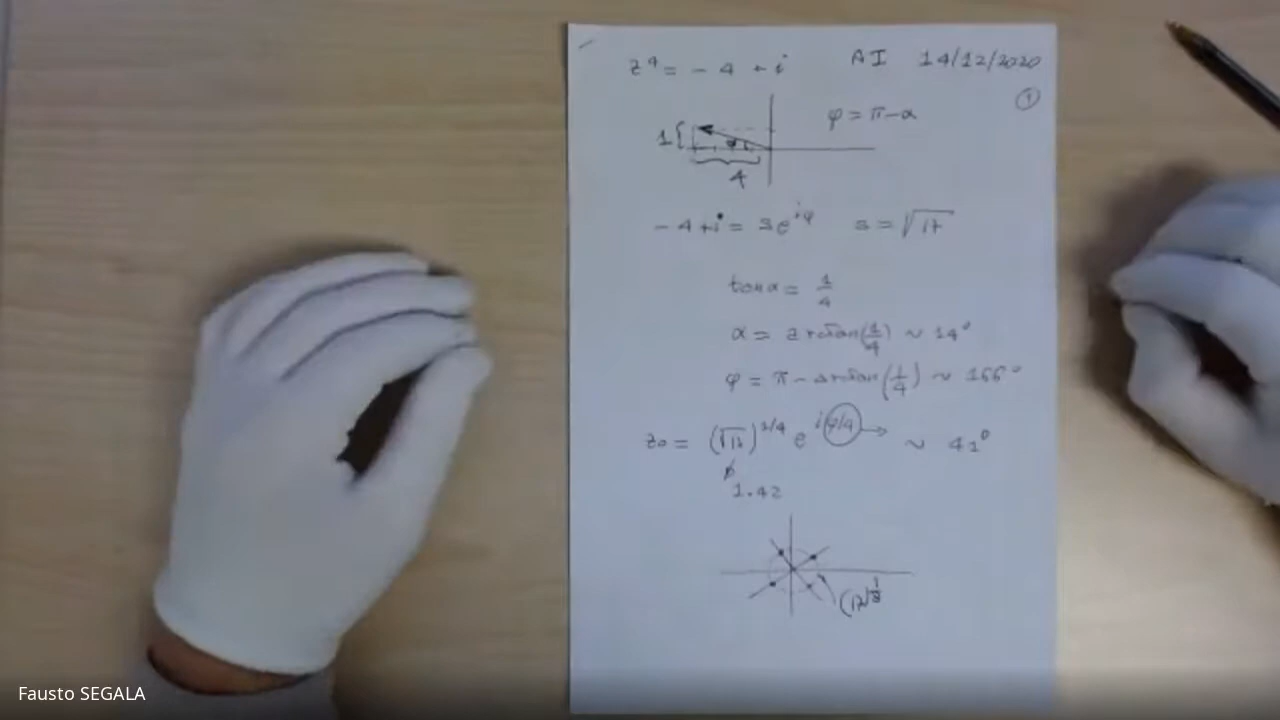 z⁴ = -4 + i
AI 14/12/2020
1
φ = π-α
1
α
4
-4+i = se^iφ s = √17
tan α = 1/4
α = arctan(1/4) ~ 14°
φ = π - arctan(1/4) ~ 166°
z₀ = (√17)^1/4 e^i(φ/4) → ~ 41°
1.42
(17)^1/8
Fausto SEGALA